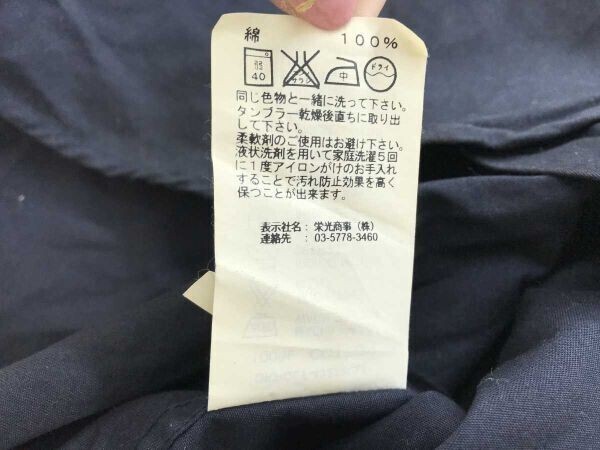 綿 100%
弱 40 サラシ 中 ドライ
同じ色物と一緒に洗って下さい。
タンブラー乾燥後直ちに取り出
して下さい。
柔軟剤のご使用はお避け下さい。
液状洗剤を用いて家庭洗濯5回
に1度アイロンがけのお手入れ
することで汚れ防止効果を高く
保つことが出来ます。
表示社名：栄光商事（株）
連絡先　：03-5778-3460